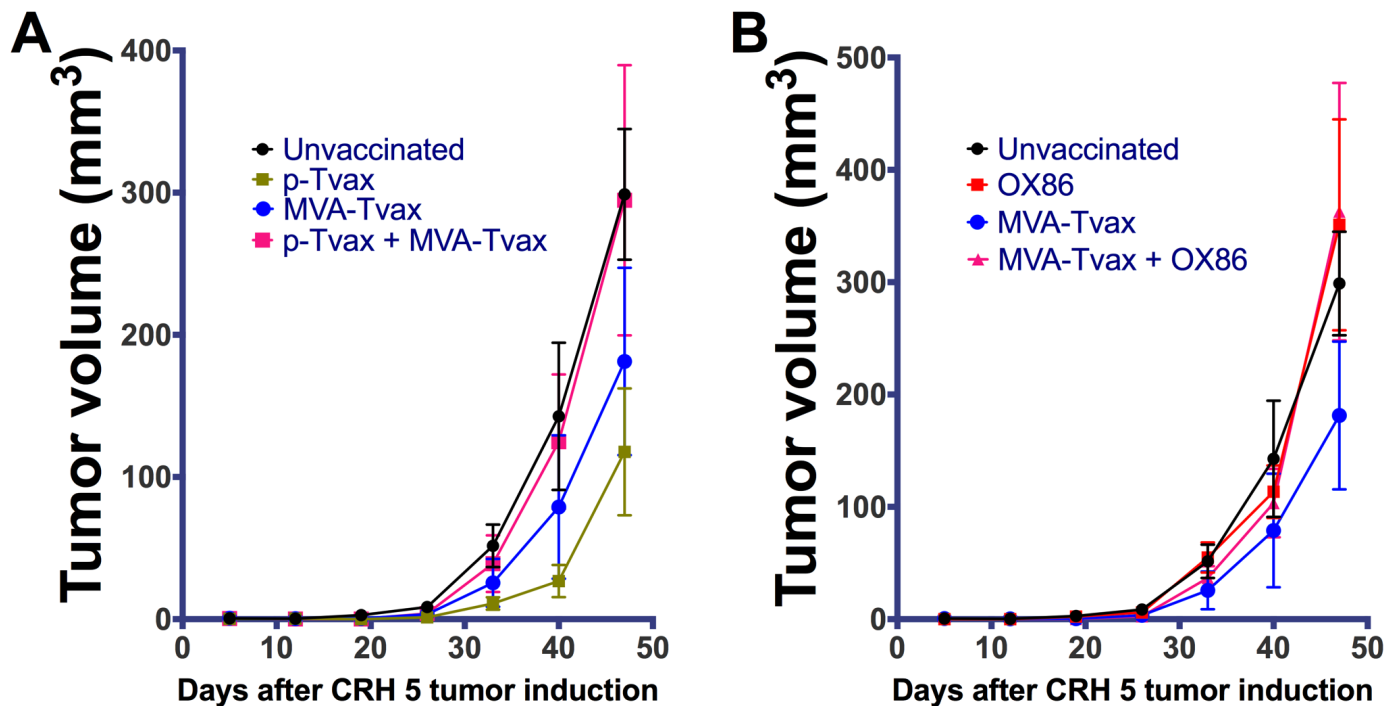 A
Tumor volume (mm3)
400
300
200
100
0
Unvaccinated
p-Tvax
MVA-Tvax
p-Tvax + MVA-Tvax
0 10 20 30 40 50
Days after CRH 5 tumor induction
B
Tumor volume (mm3)
500
400
300
200
100
0
Unvaccinated
OX86
MVA-Tvax
MVA-Tvax + OX86
0 10 20 30 40 50
Days after CRH 5 tumor induction